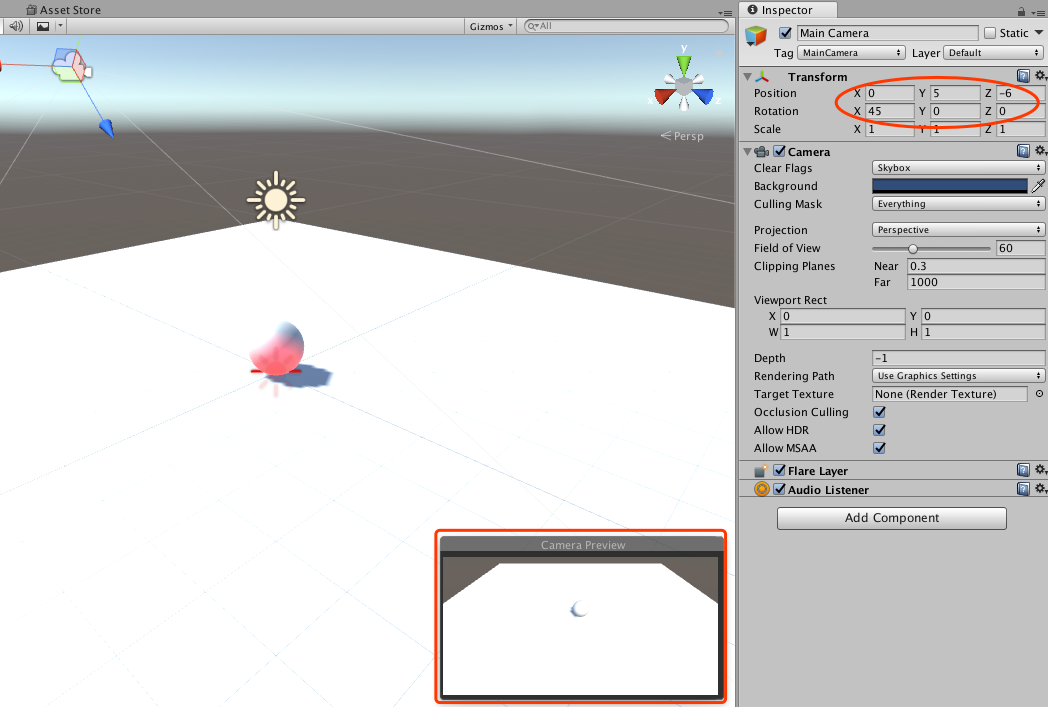 Asset Store
Gizmos All
y
x z
Persp
Camera Preview
Inspector
Main Camera Static
Tag MainCamera Layer Default
Transform
Position X 0 Y 5 Z -6
Rotation X 45 Y 0 Z 0
Scale X 1 Y 1 Z 1
Camera
Clear Flags Skybox
Background
Culling Mask Everything
Projection Perspective
Field of View 60
Clipping Planes Near 0.3
Far 1000
Viewport Rect
X 0 Y 0
W 1 H 1
Depth -1
Rendering Path Use Graphics Settings
Target Texture None (Render Texture)
Occlusion Culling
Allow HDR
Allow MSAA
Flare Layer
Audio Listener
Add Component